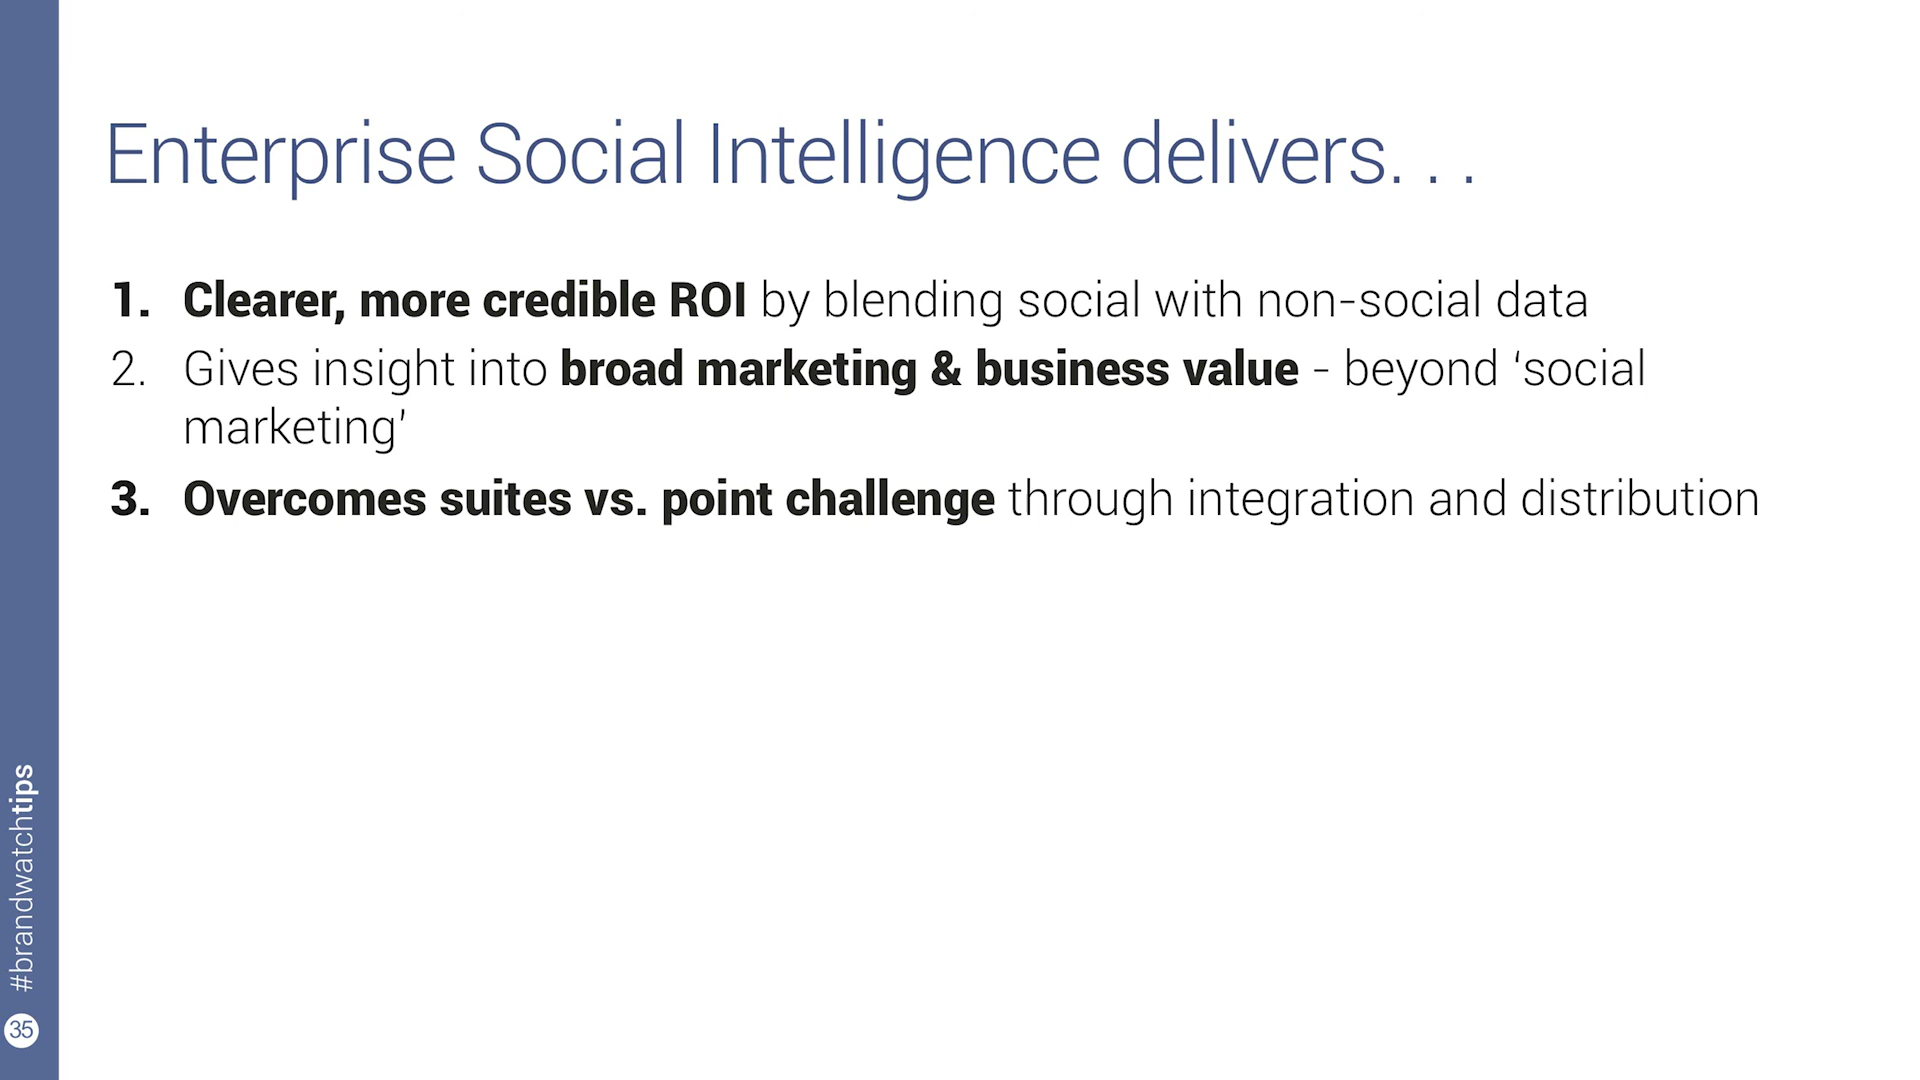 Enterprise Social Intelligence delivers. . .
1. Clearer, more credible ROI by blending social with non-social data
2. Gives insight into broad marketing & business value - beyond ‘social
marketing’
3. Overcomes suites vs. point challenge through integration and distribution
#brandwatchtips
35